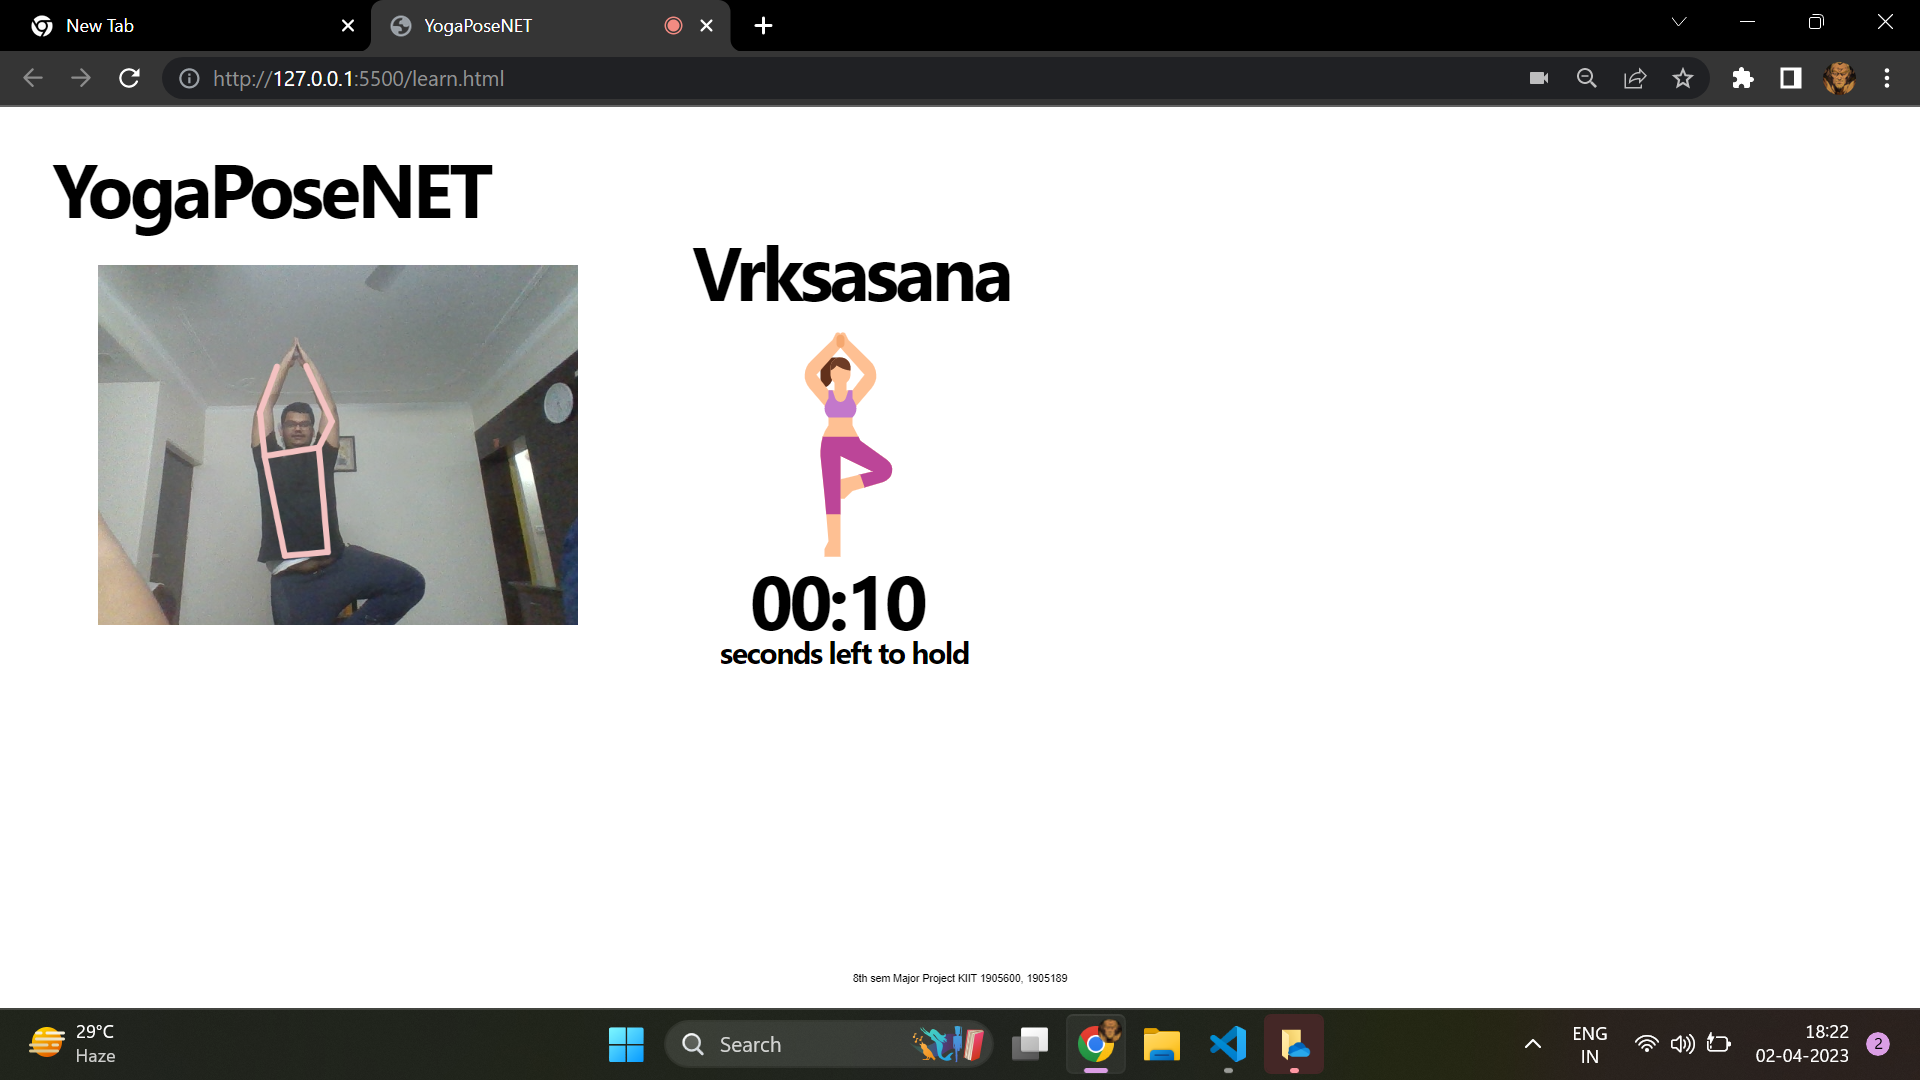 New Tab
YogaPoseNET
http://127.0.0.1:5500/learn.html
YogaPoseNET
Vrksasana
00:10
seconds left to hold
8th sem Major Project KIIT 1905600, 1905189
29°C
Haze
Search
ENG
IN
18:22
02-04-2023
2